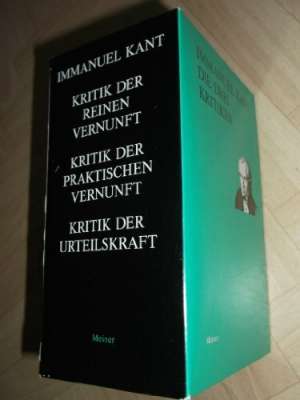 IMMANUEL KANT
KRITIK DER
REINEN
VERNUNFT
KRITIK DER
PRAKTISCHEN
VERNUNFT
KRITIK DER
URTEILSKRAFT
Meiner
IMMANUEL KANT
DIE DREI
KRITIKEN
Meiner